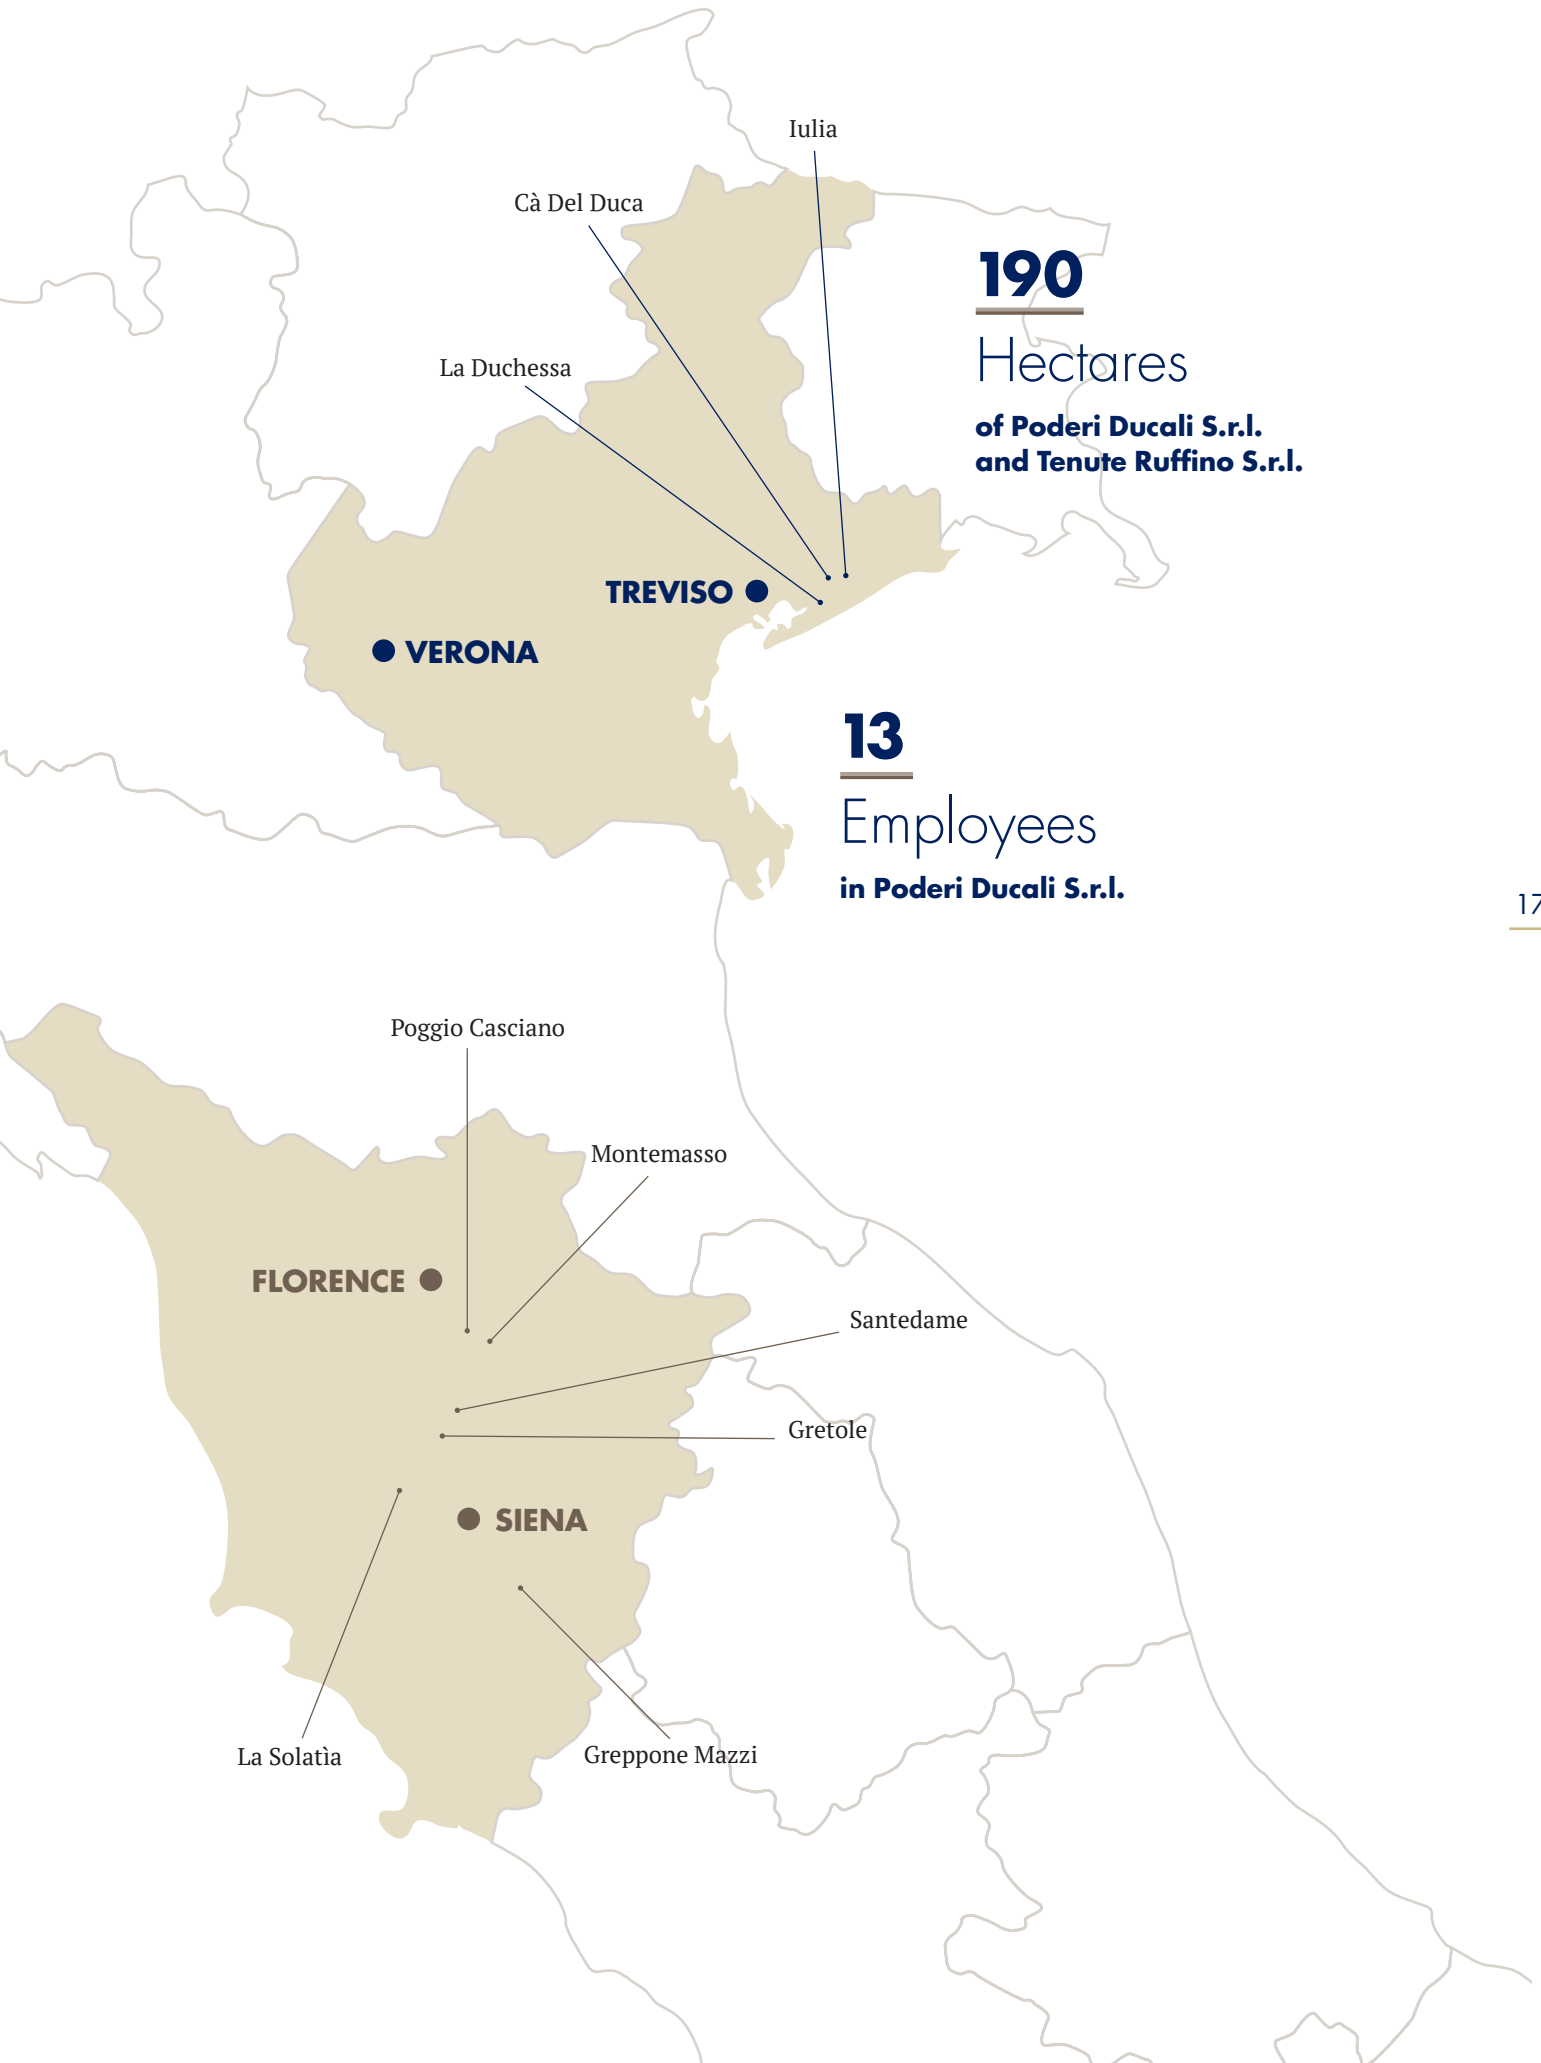 Iulia
Cà Del Duca
190
Hectares
of Poderi Ducali S.r.l.
and Tenute Ruffino S.r.l.
La Duchessa
TREVISO
VERONA
13
Employees
in Poderi Ducali S.r.l.
17
Poggio Casciano
Montemasso
FLORENCE
Santedame
Gretole
SIENA
La Solatìa
Greppone Mazzi